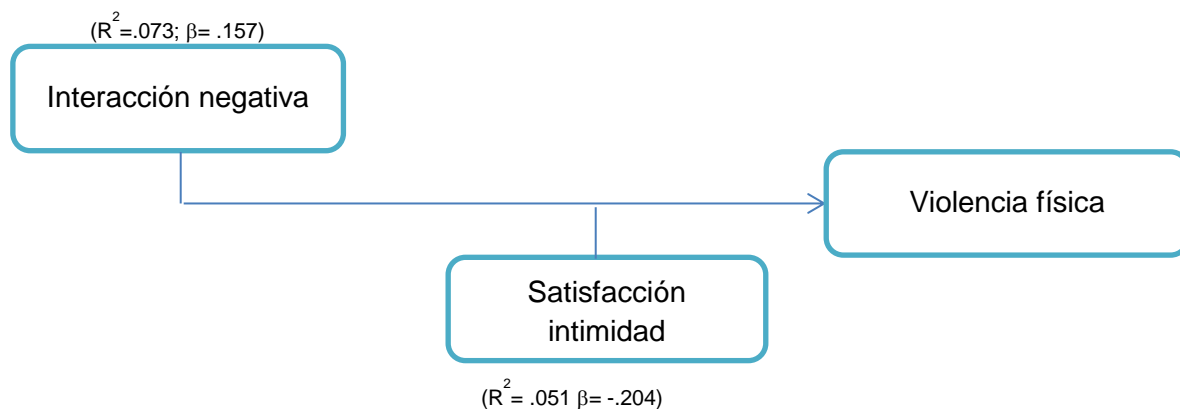 (R²=.073; β= .157)
Interacción negativa
Violencia física
Satisfacción
intimidad
(R²= .051 β= -.204)